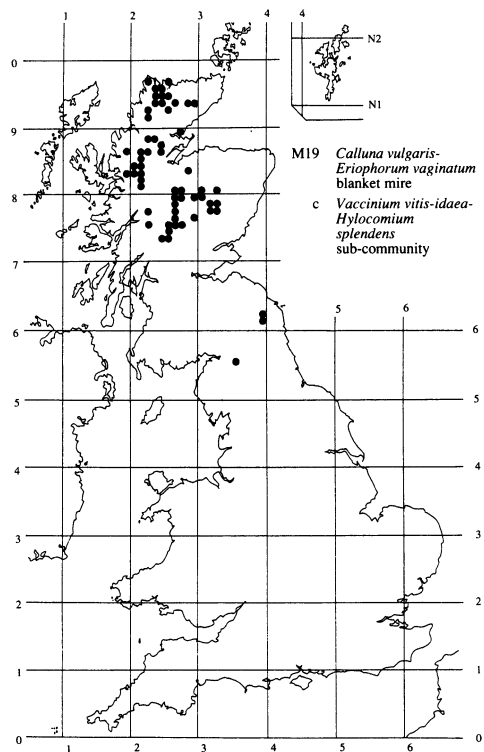 0 1 2 3 4
4
N2
N1
0
9
8
7
6
5
4
3
2
1
0
M19 Calluna vulgaris-
Eriophorum vaginatum
blanket mire
c Vaccinium vitis-idaea-
Hylocomium
splendens
sub-community
5 6
6
5
4
3
2
1
0
1 2 3 4 5 6